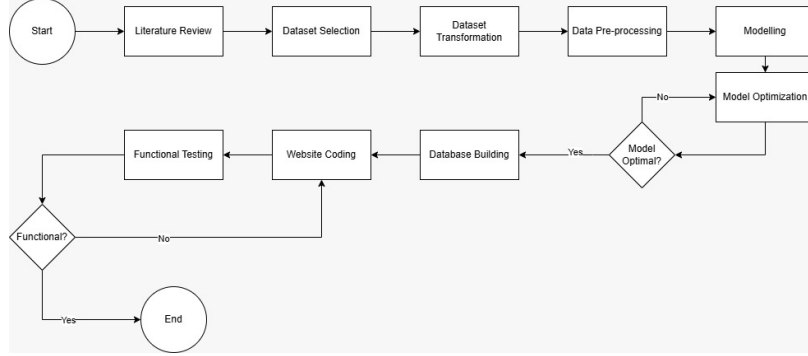 Start
Literature Review
Dataset Selection
Dataset
Transformation
Data Pre-processing
Modelling
No
Model Optimization
Functional Testing
Website Coding
Database Building
Yes
Model
Optimal?
Functional?
No
Yes
End